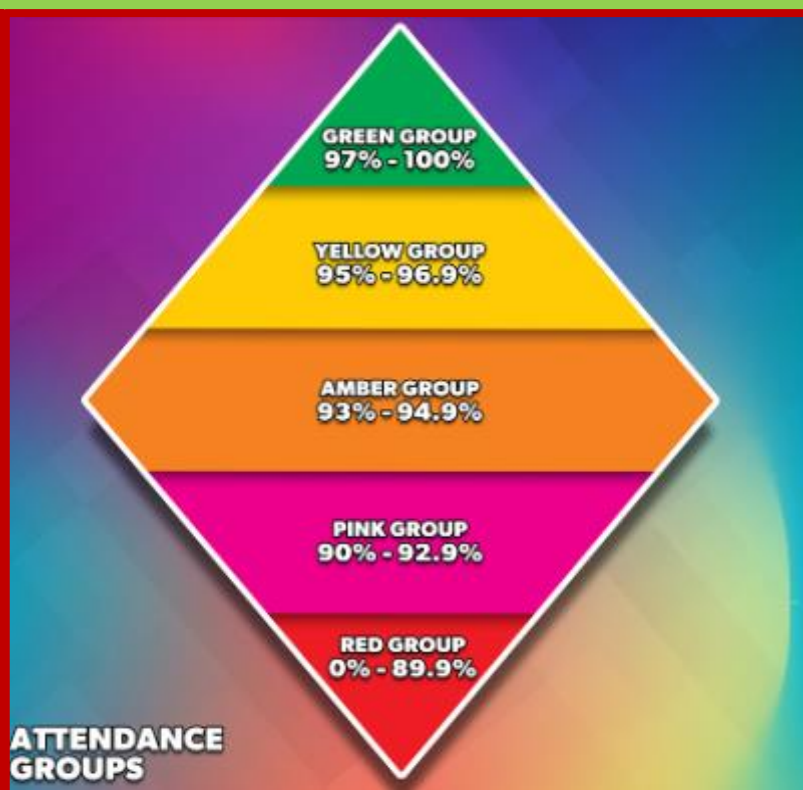 GREEN GROUP
97% - 100%
YELLOW GROUP
95% - 96.9%
AMBER GROUP
93% - 94.9%
PINK GROUP
90% - 92.9%
RED GROUP
0% - 89.9%
ATTENDANCE
GROUPS